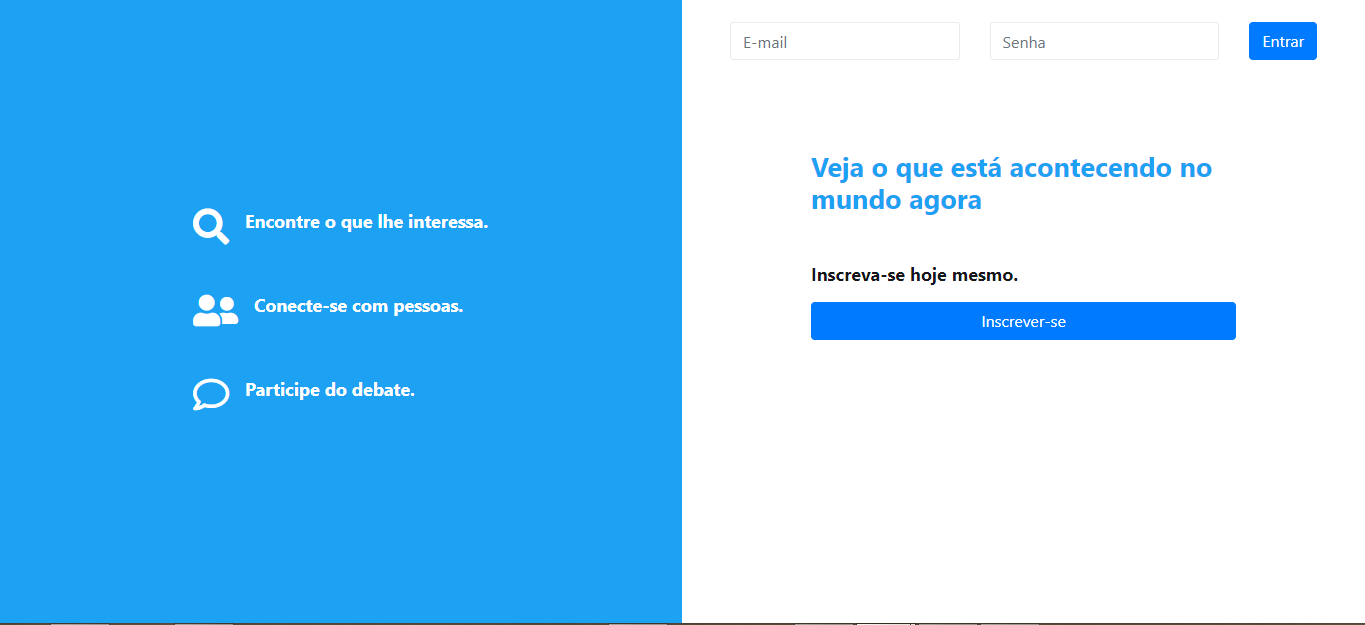 E-mail
Senha
Entrar
Encontre o que lhe interessa.
Conecte-se com pessoas.
Participe do debate.
Veja o que está acontecendo no
mundo agora
Inscreva-se hoje mesmo.
Inscrever-se